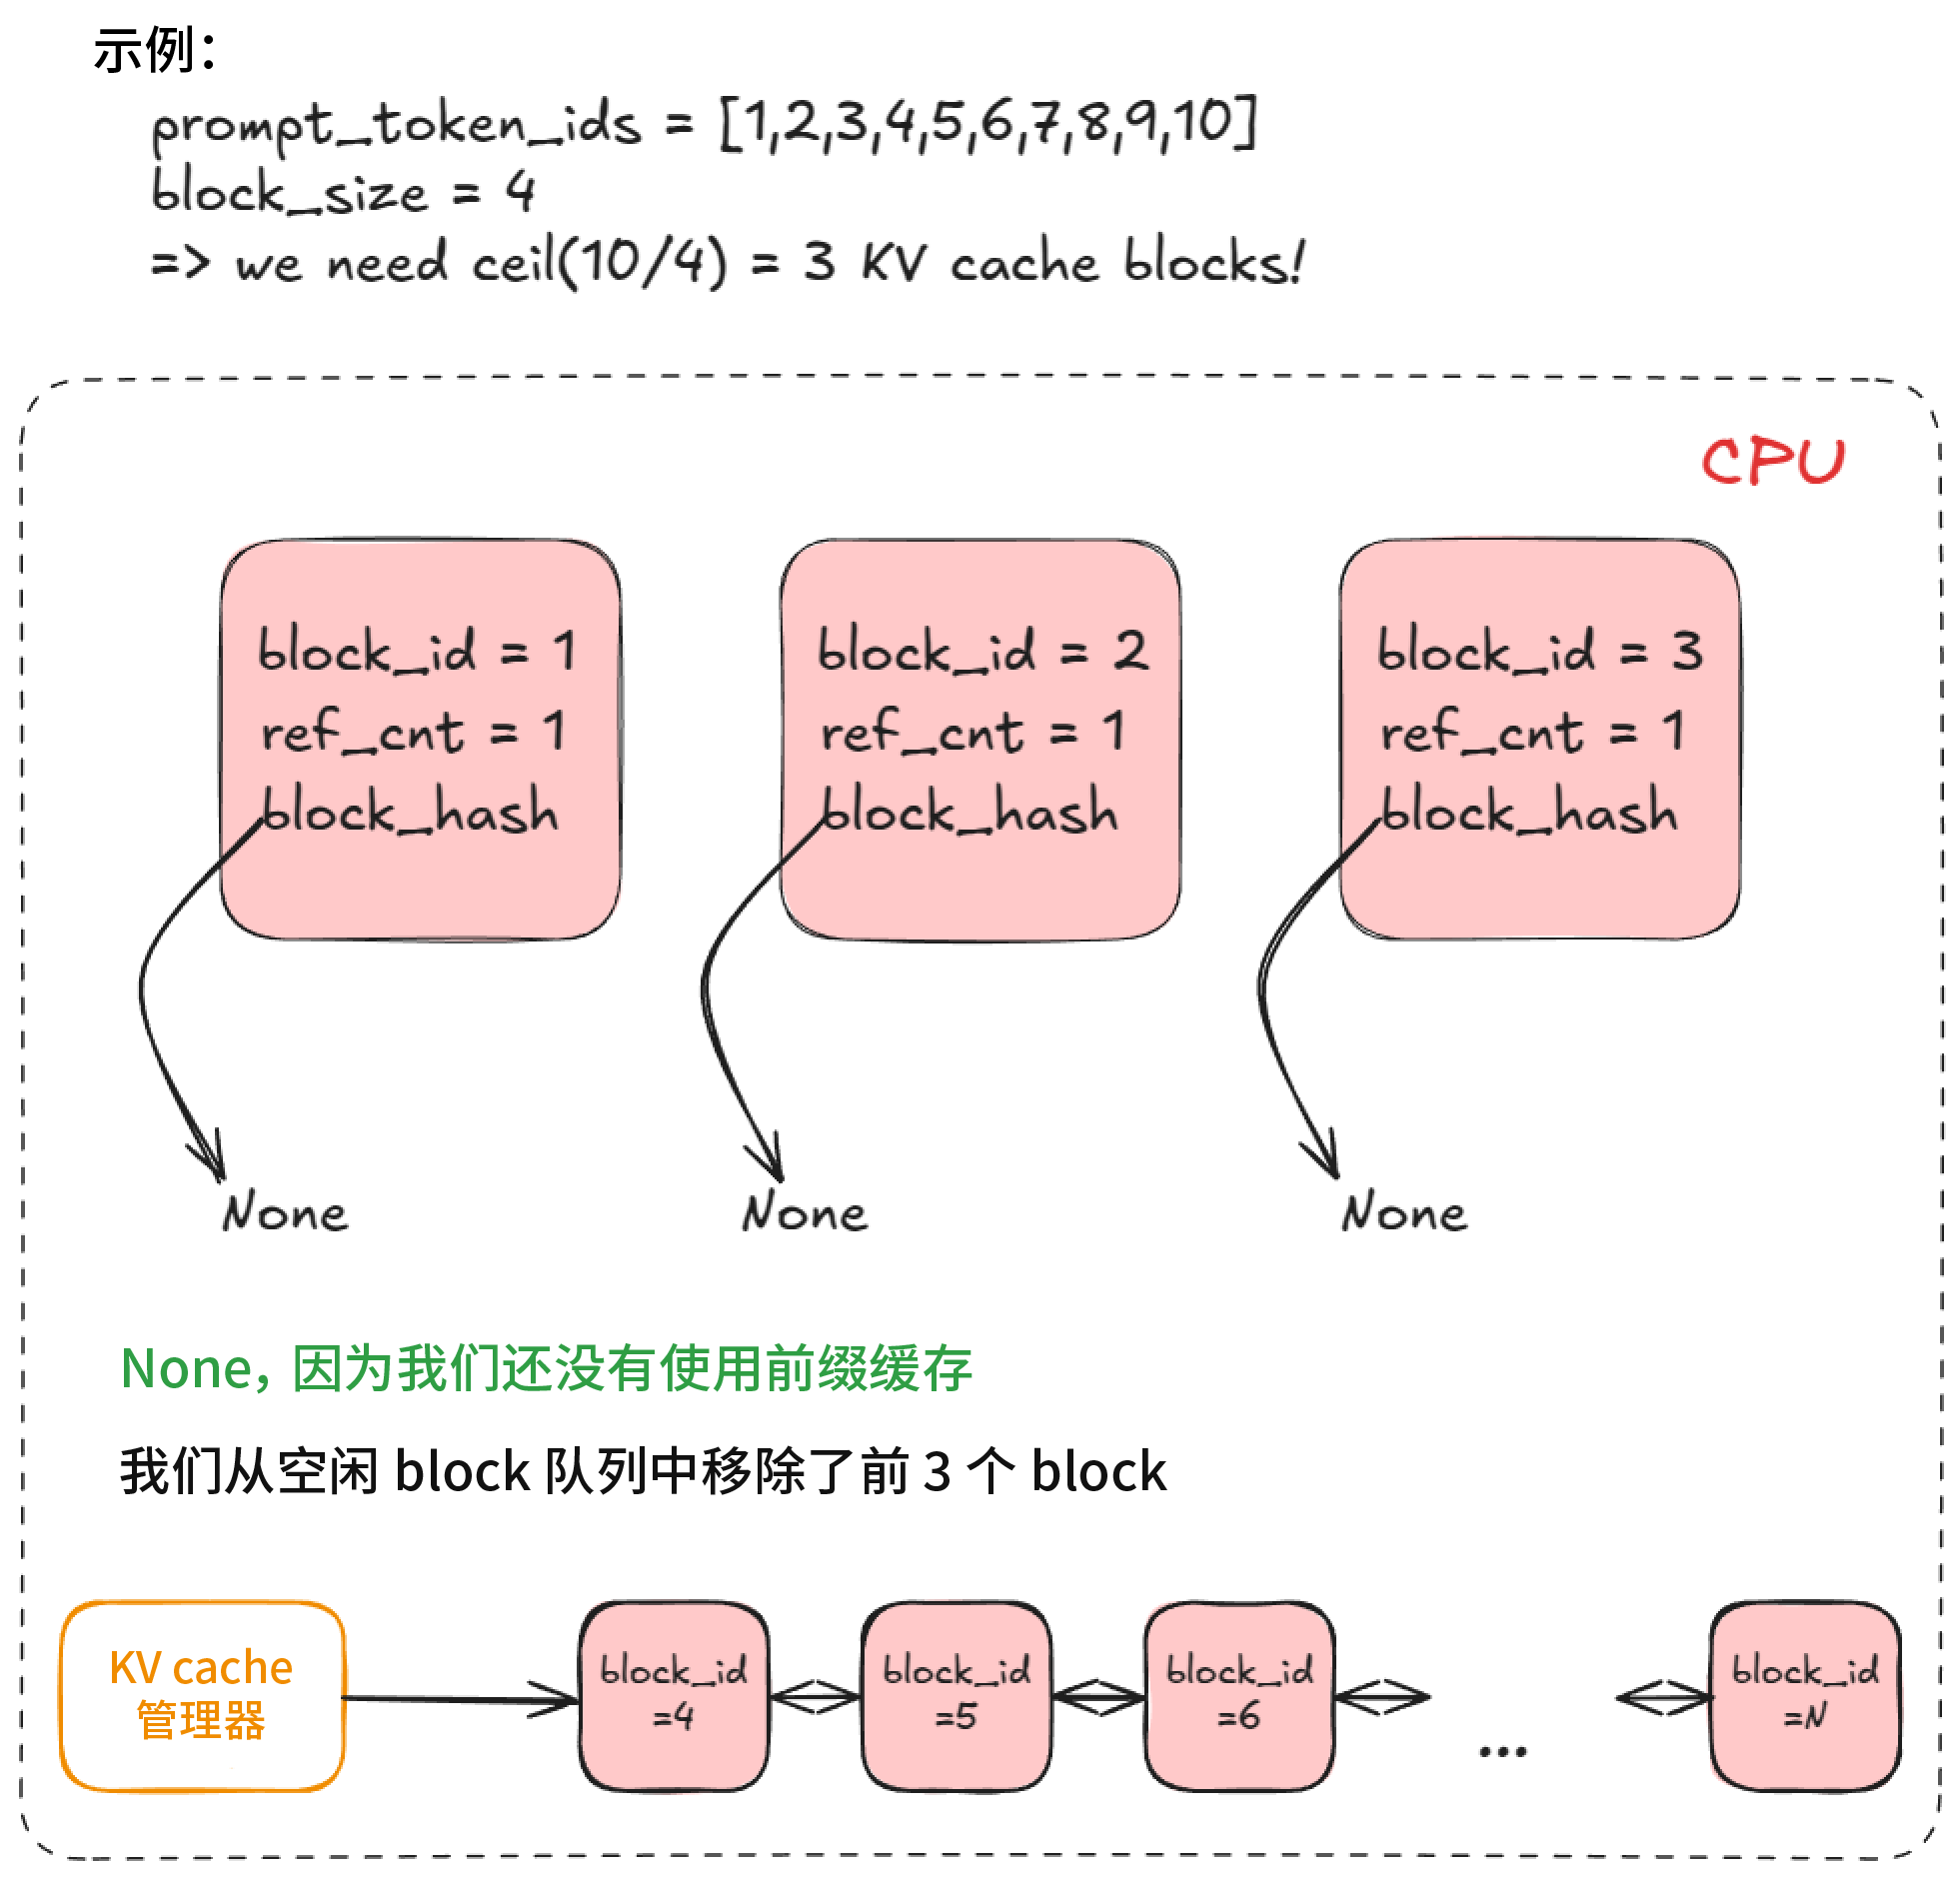 示例：
prompt_token_ids = [1,2,3,4,5,6,7,8,9,10]
block_size = 4
=> we need ceil(10/4) = 3 KV cache blocks!
CPU
block_id = 1
ref_cnt = 1
block_hash
block_id = 2
ref_cnt = 1
block_hash
block_id = 3
ref_cnt = 1
block_hash
None
None
None
None，因为我们还没有使用前缀缓存
我们从空闲 block 队列中移除了前 3 个 block
KV cache
管理器
block_id
=4
block_id
=5
block_id
=6
...
block_id
=N